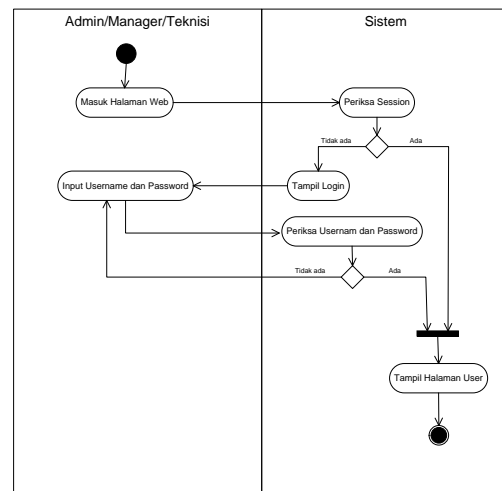 Admin/Manager/Teknisi
Sistem
Masuk Halaman Web
Periksa Session
Tidak ada
Ada
Input Username dan Password
Tampil Login
Periksa Usernam dan Password
Tidak ada
Ada
Tampil Halaman User